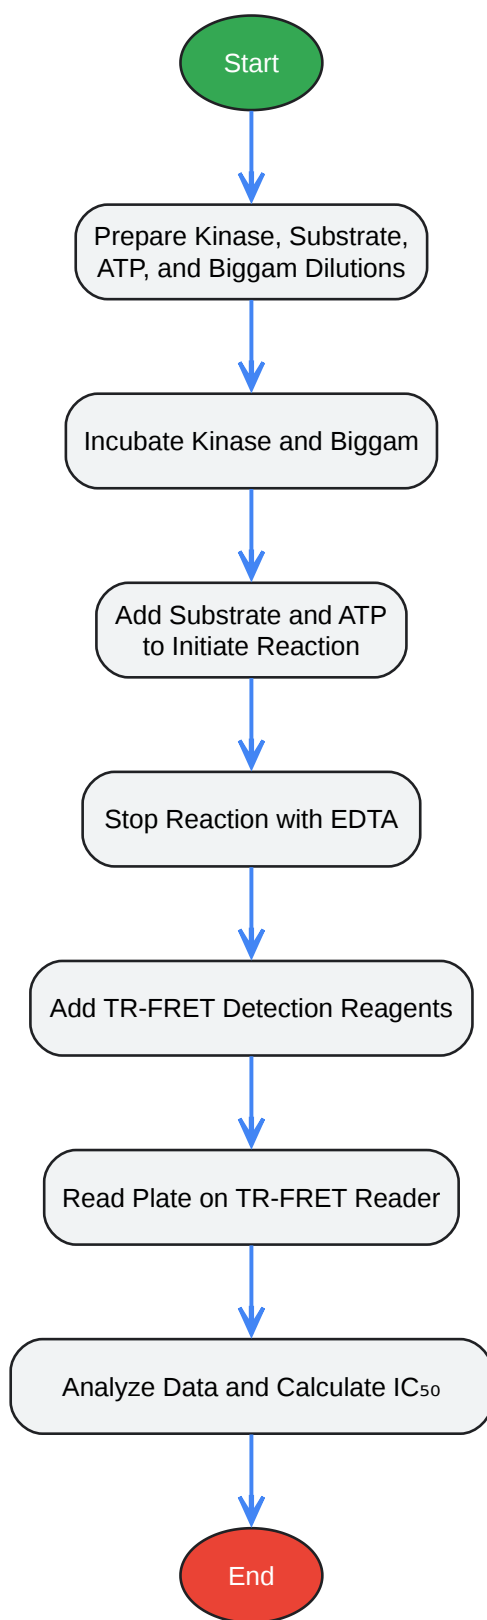 Start
Prepare Kinase, Substrate,
ATP, and Biggam Dilutions
Incubate Kinase and Biggam
Add Substrate and ATP
to Initiate Reaction
Stop Reaction with EDTA
Add TR-FRET Detection Reagents
Read Plate on TR-FRET Reader
Analyze Data and Calculate IC₅₀
End